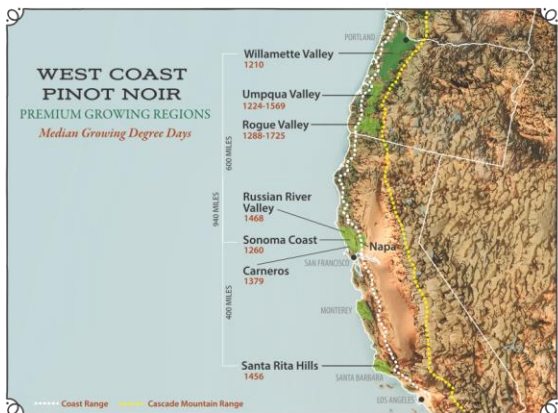 WEST COAST
PINOT NOIR
PREMIUM GROWING REGIONS
Median Growing Degree Days
PORTLAND
Willamette Valley
1210
Umpqua Valley
1224-1569
Rogue Valley
1288-1725
600 MILES
940 MILES
Russian River
Valley
1468
Sonoma Coast
1260
Napa
SAN FRANCISCO
Carneros
1379
400 MILES
MONTEREY
Santa Rita Hills
1456
SANTA BARBARA
LOS ANGELES
Coast Range
Cascade Mountain Range